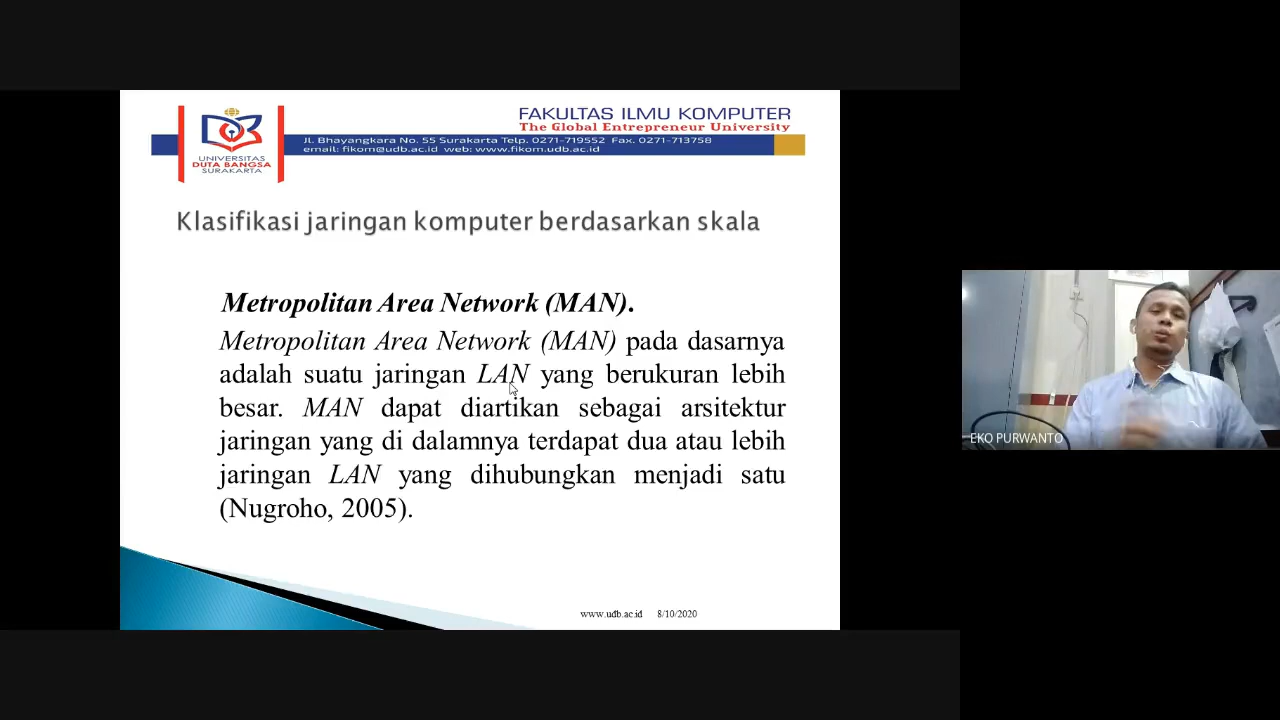 FAKULTAS ILMU KOMPUTER
The Global Entrepreneur University
Jl. Bhayangkara No. 55 Surakarta Telp. 0271-719552 Fax. 0271-713758
email: fikom@udb.ac.id web: www.fikom.udb.ac.id
UNIVERSITAS
DUTA BANGSA
SURAKARTA
Klasifikasi jaringan komputer berdasarkan skala
Metropolitan Area Network (MAN).
Metropolitan Area Network (MAN) pada dasarnya
adalah suatu jaringan LAN yang berukuran lebih
besar. MAN dapat diartikan sebagai arsitektur
jaringan yang di dalamnya terdapat dua atau lebih
jaringan LAN yang dihubungkan menjadi satu
(Nugroho, 2005).
www.udb.ac.id 8/10/2020
EKO PURWANTO